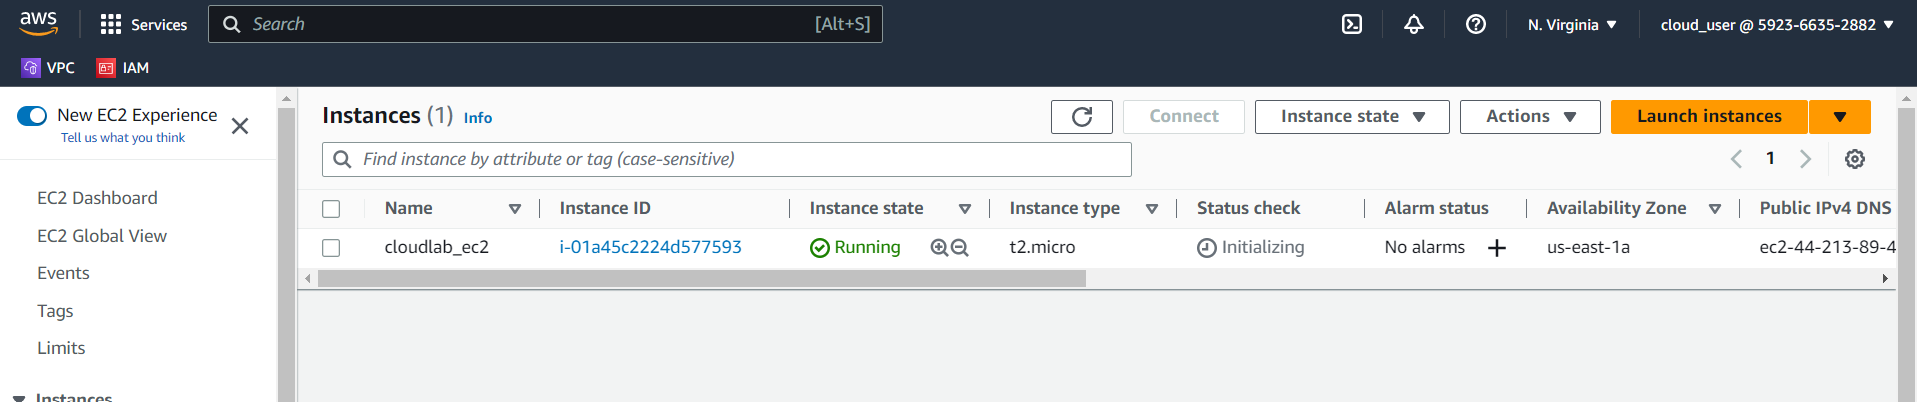 aws
Services
Search
[Alt+S]
N. Virginia
cloud_user @ 5923-6635-2882
VPC
IAM
New EC2 Experience
Tell us what you think
EC2 Dashboard
EC2 Global View
Events
Tags
Limits
Instances
Instances (1) Info
Connect
Instance state
Actions
Launch instances
Find instance by attribute or tag (case-sensitive)
1
Name Instance ID Instance state Instance type Status check Alarm status Availability Zone Public IPv4 DNS
cloudlab_ec2 i-01a45c2224d577593 Running t2.micro Initializing No alarms us-east-1a ec2-44-213-89-4